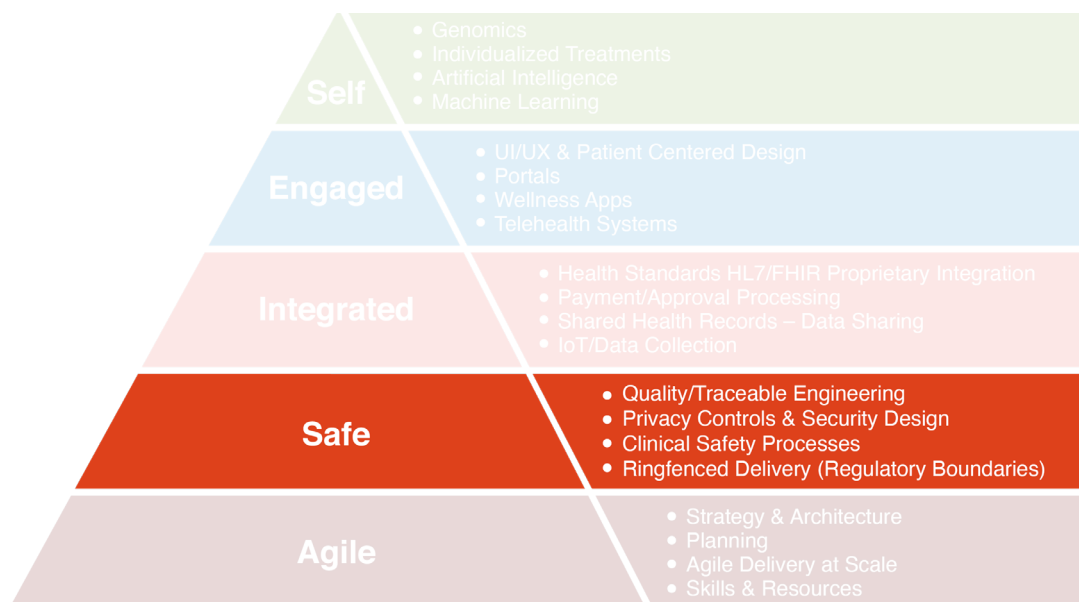 Self
• Genomics
• Individualized Treatments
• Artificial Intelligence
• Machine Learning
Engaged
• UI/UX & Patient Centered Design
• Portals
• Wellness Apps
• Telehealth Systems
Integrated
• Health Standards HL7/FHIR Proprietary Integration
• Payment/Approval Processing
• Shared Health Records – Data Sharing
• IoT/Data Collection
Safe
• Quality/Traceable Engineering
• Privacy Controls & Security Design
• Clinical Safety Processes
• Ringfenced Delivery (Regulatory Boundaries)
Agile
• Strategy & Architecture
• Planning
• Agile Delivery at Scale
• Skills & Resources